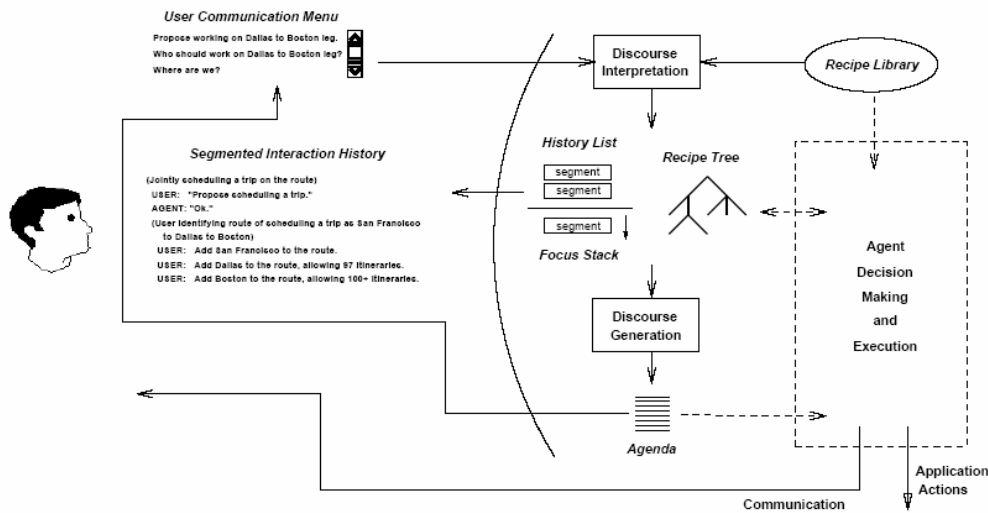 User Communication Menu
Propose working on Dallas to Boston leg.
Who should work on Dallas to Boston leg?
Where are we?
Discourse
Interpretation
Recipe Library
Segmented Interaction History
(Jointly scheduling a trip on the route)
USER: "Propose scheduling a trip."
AGENT: "Ok."
(User identifying route of scheduling a trip as San Francisco
to Dallas to Boston)
USER: Add San Francisco to the route.
USER: Add Dallas to the route, allowing 97 itineraries.
USER: Add Boston to the route, allowing 100+ itineraries.
History List
segment
segment
segment
Focus Stack
Recipe Tree
Agent
Decision
Making
and
Execution
Discourse
Generation
Agenda
Communication
Application
Actions